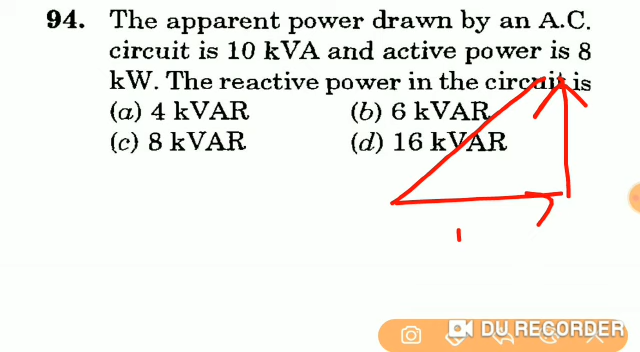 94. The apparent power drawn by an A.C.
circuit is 10 kVA and active power is 8
kW. The reactive power in the circuit is
(a) 4 kVAR (b) 6 kVAR
(c) 8 kVAR (d) 16 kVAR
DU RECORDER